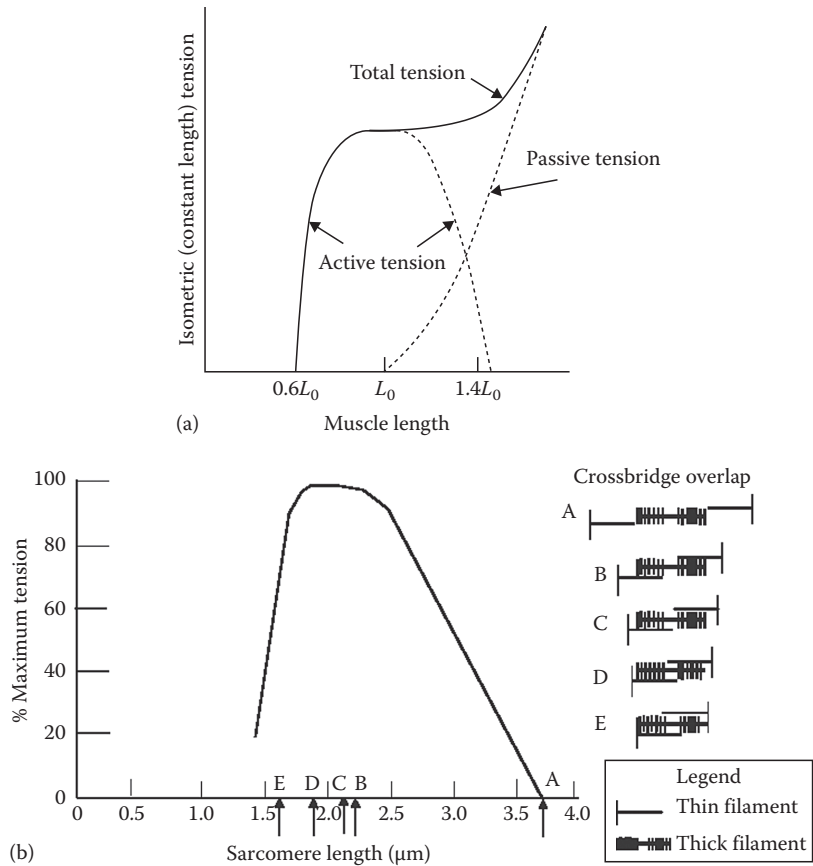 Isometric (constant length) tension
Total tension
Passive tension
Active tension
0.6L₀
L₀
1.4L₀
(a)
Muscle length
Crossbridge overlap
100
80
60
40
20
0
% Maximum tension
A
B
C
D
E
E D C B A
0 0.5 1.0 1.5 2.0 2.5 3.0 3.5 4.0
(b)
Sarcomere length (μm)
Legend
Thin filament
Thick filament